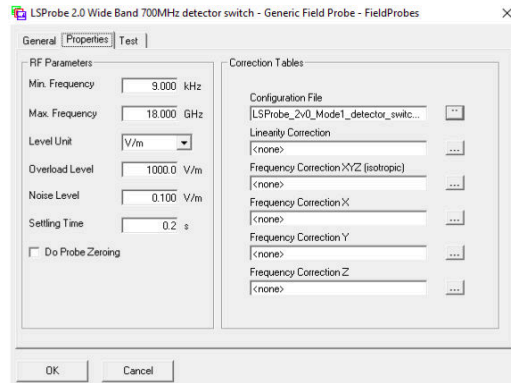 LSProbe 2.0 Wide Band 700MHz detector switch - Generic Field Probe - FieldProbes
General Properties Test
RF Parameters
Min. Frequency 9.000 kHz
Max. Frequency 18.000 GHz
Level Unit V/m
Overload Level 1000.0 V/m
Noise Level 0.100 V/m
Settling Time 0.2 s
Do Probe Zeroing
Correction Tables
Configuration File
LSProbe_2v0_Mode1_detector_switc... ...
Linearity Correction
<none> ...
Frequency Correction XYZ (isotropic)
<none> ...
Frequency Correction X
<none> ...
Frequency Correction Y
<none> ...
Frequency Correction Z
<none> ...
OK Cancel